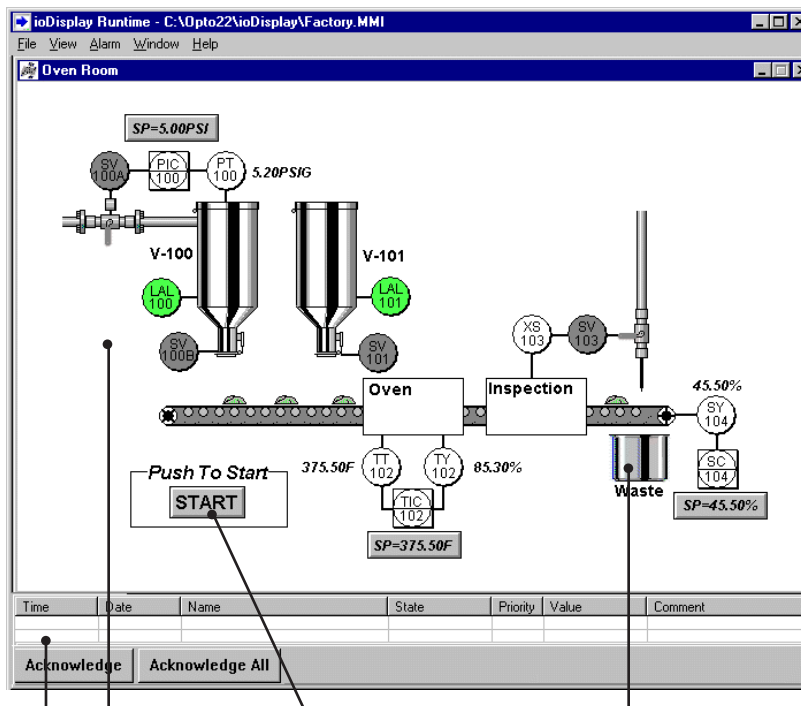 ioDisplay Runtime - C:\Opto22\ioDisplay\Factory.MMI
File View Alarm Window Help
Oven Room
SP=5.00PSI
SV 100A
PIC 100
PT 100
5.20PSIG
V-100
V-101
LAL 100
LAL 101
SV 100B
SV 101
XS 103
SV 103
Oven
Inspection
45.50%
SY 104
375.50F
TT 102
TY 102
85.30%
SC 104
Push To Start
START
TIC 102
Waste
SP=45.50%
SP=375.50F
Time Date Name State Priority Value Comment
Acknowledge Acknowledge All